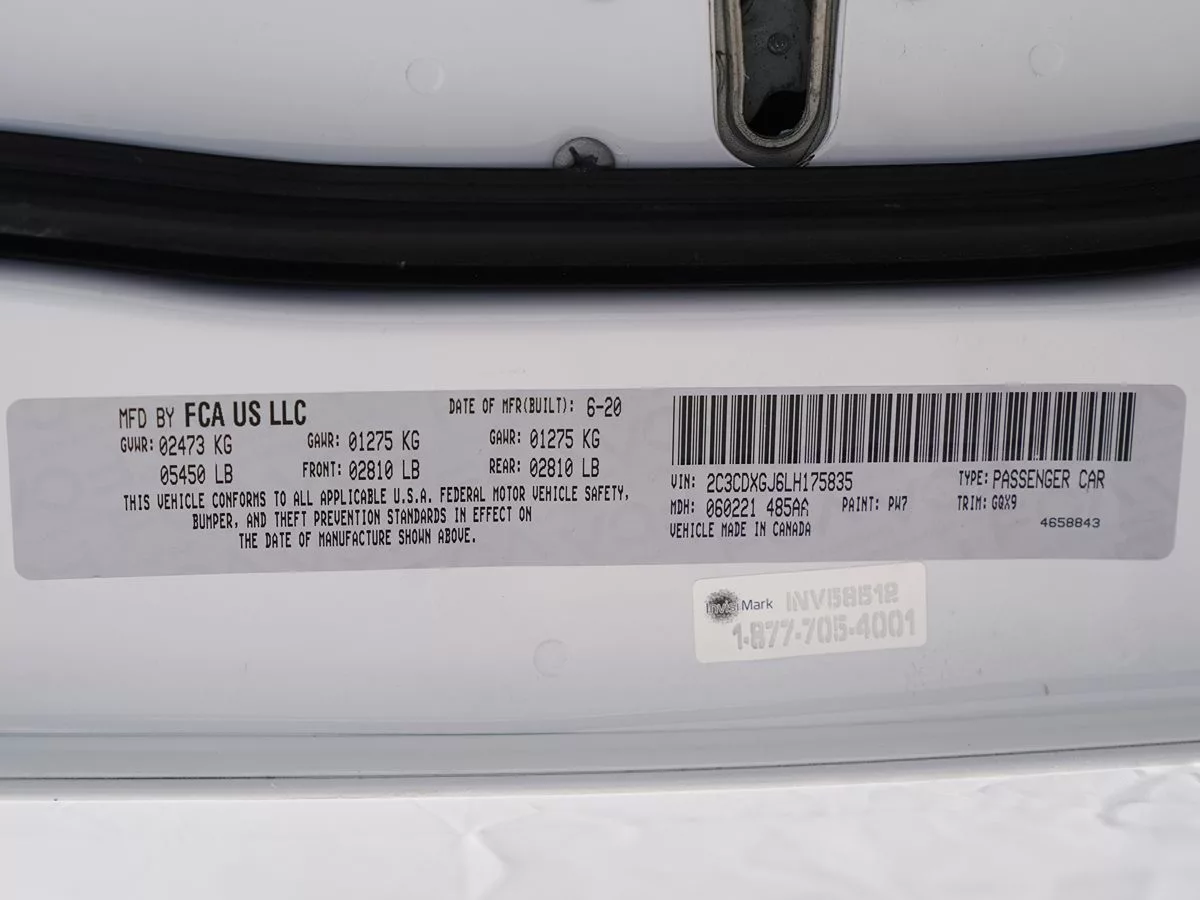 MFD BY FCA US LLC DATE OF MFR(BUILT): 6-20
GVWR: 02473 KG GAWR: 01275 KG GAWR: 01275 KG
05450 LB FRONT: 02810 LB REAR: 02810 LB
THIS VEHICLE CONFORMS TO ALL APPLICABLE U.S.A. FEDERAL MOTOR VEHICLE SAFETY,
BUMPER, AND THEFT PREVENTION STANDARDS IN EFFECT ON
THE DATE OF MANUFACTURE SHOWN ABOVE.
VIN: 2C3CDXGJ6LH175835 TYPE: PASSENGER CAR
MDH: 060221 485AA PAINT: PW7 TRIM: GQX9
VEHICLE MADE IN CANADA 4658843
InvisiMark INV58512
1-877-705-4001